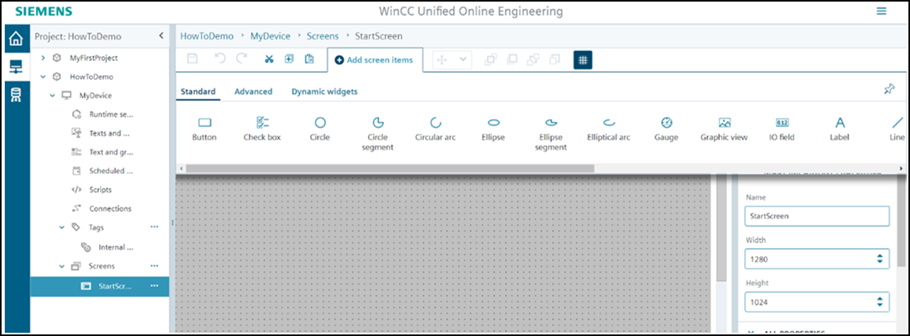 SIEMENS
WinCC Unified Online Engineering
Project: HowToDemo
HowToDemo > MyDevice > Screens > StartScreen
MyFirstProject
HowToDemo
MyDevice
Runtime se...
Texts and ...
Text and gr...
Scheduled ...
Scripts
Connections
Tags
Internal ...
Screens
StartScr...
Add screen items
Standard
Advanced
Dynamic widgets
Button
Check box
Circle
Circle
segment
Circular arc
Ellipse
Ellipse
segment
Elliptical arc
Gauge
Graphic view
IO field
Label
Line
Name
StartScreen
Width
1280
Height
1024
ALL PROPERTIES